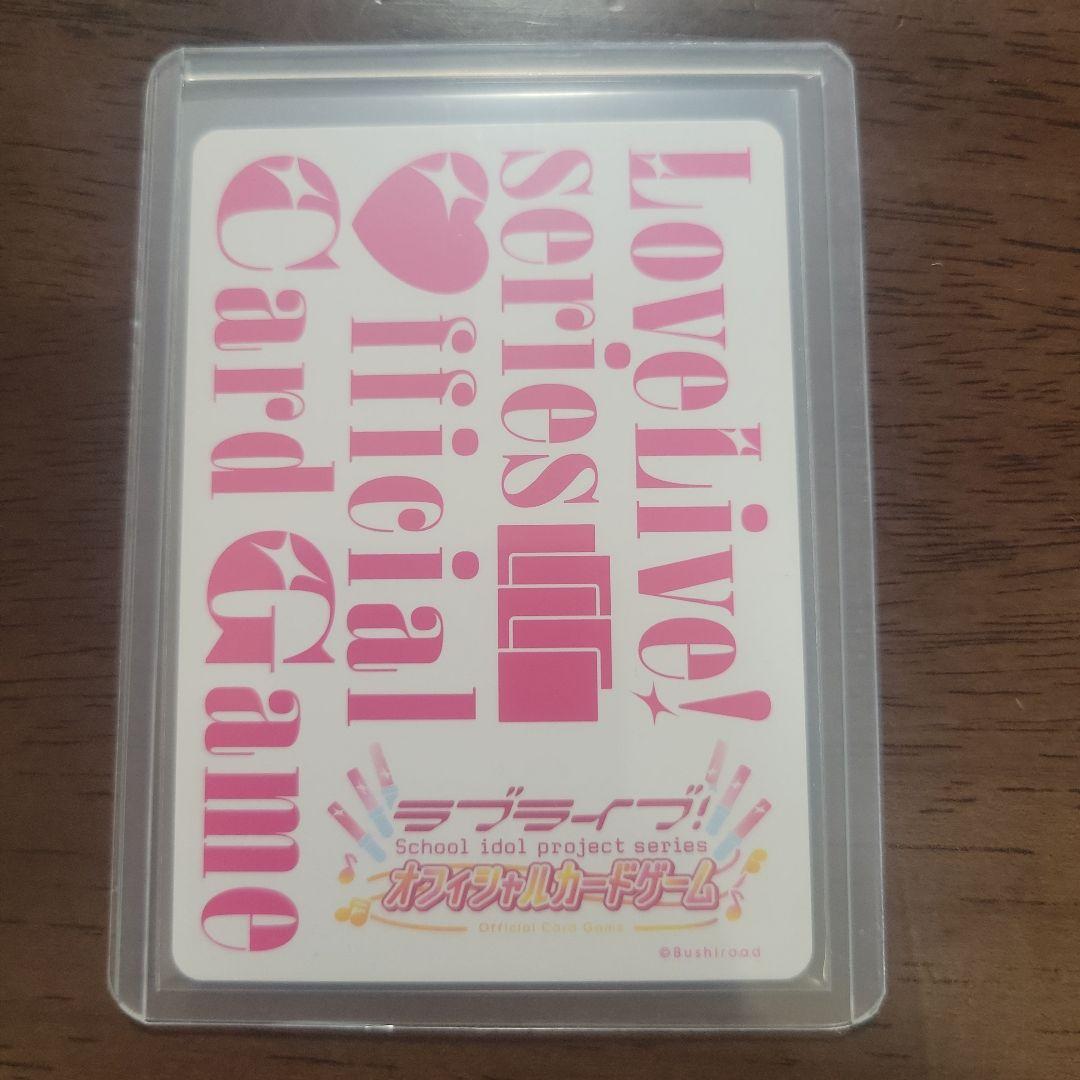 LoveLive!
series
Official
Card Game
ラブライブ!
School idol project series
オフィシャルカードゲーム
Official Card Game
©Bushiroad